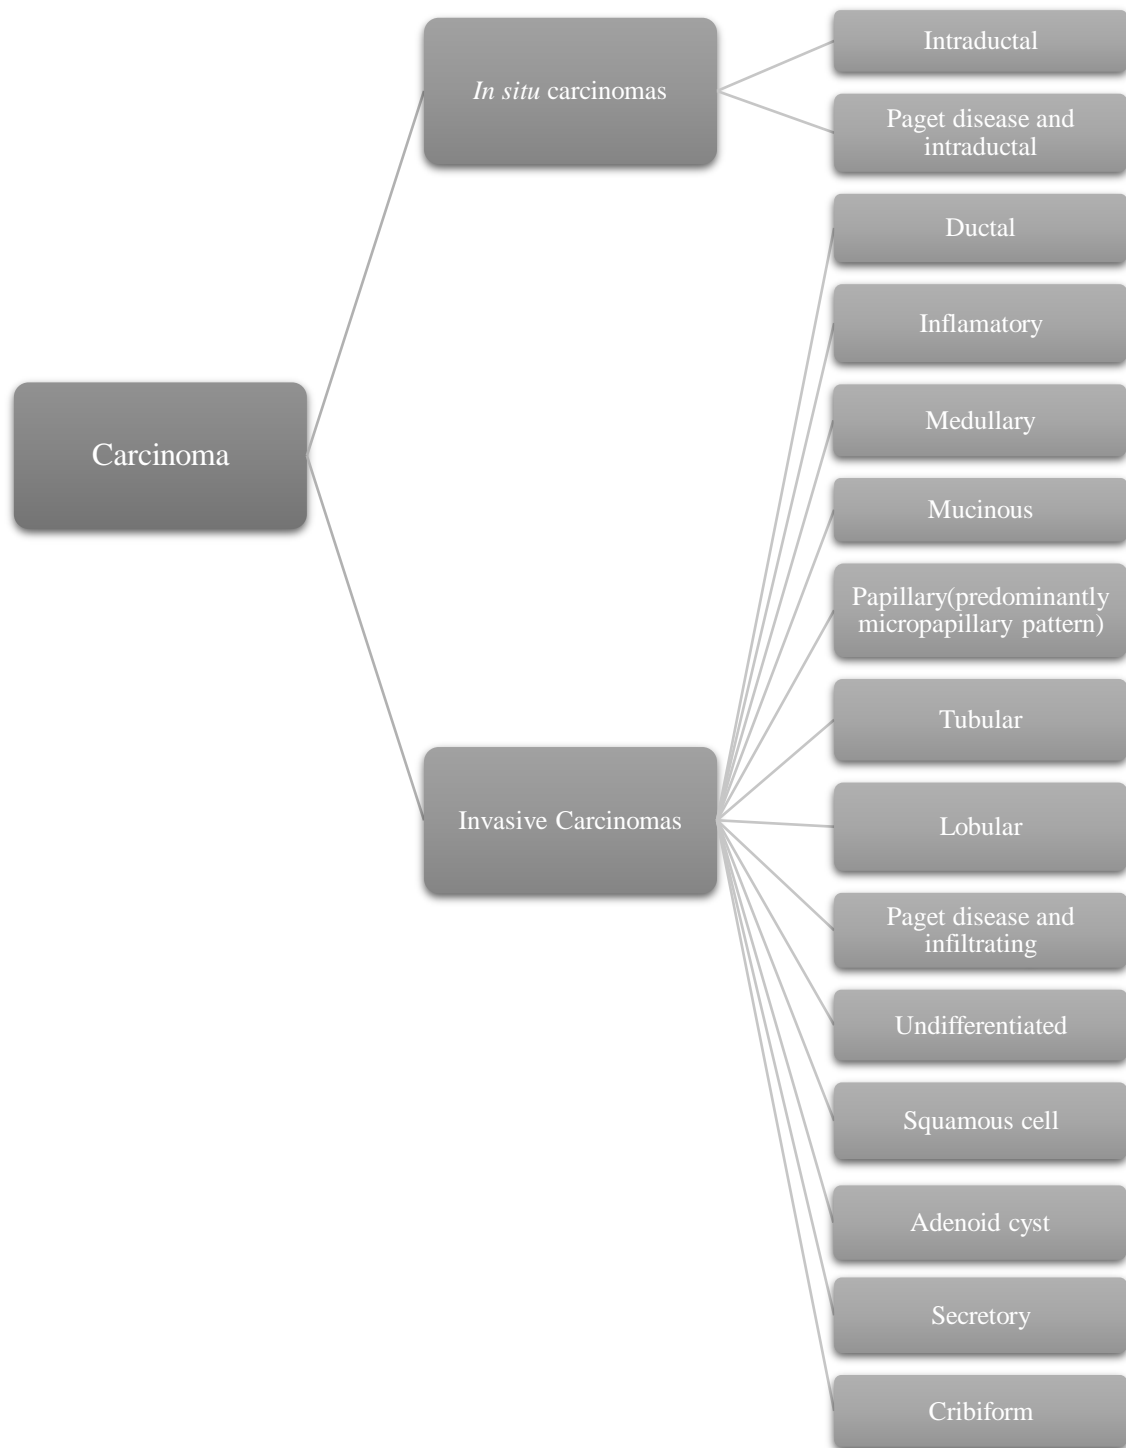 Carcinoma
In situ carcinomas
Intraductal
Paget disease and
intraductal
Invasive Carcinomas
Ductal
Inflamatory
Medullary
Mucinous
Papillary(predominantly
micropapillary pattern)
Tubular
Lobular
Paget disease and
infiltrating
Undifferentiated
Squamous cell
Adenoid cyst
Secretory
Cribiform